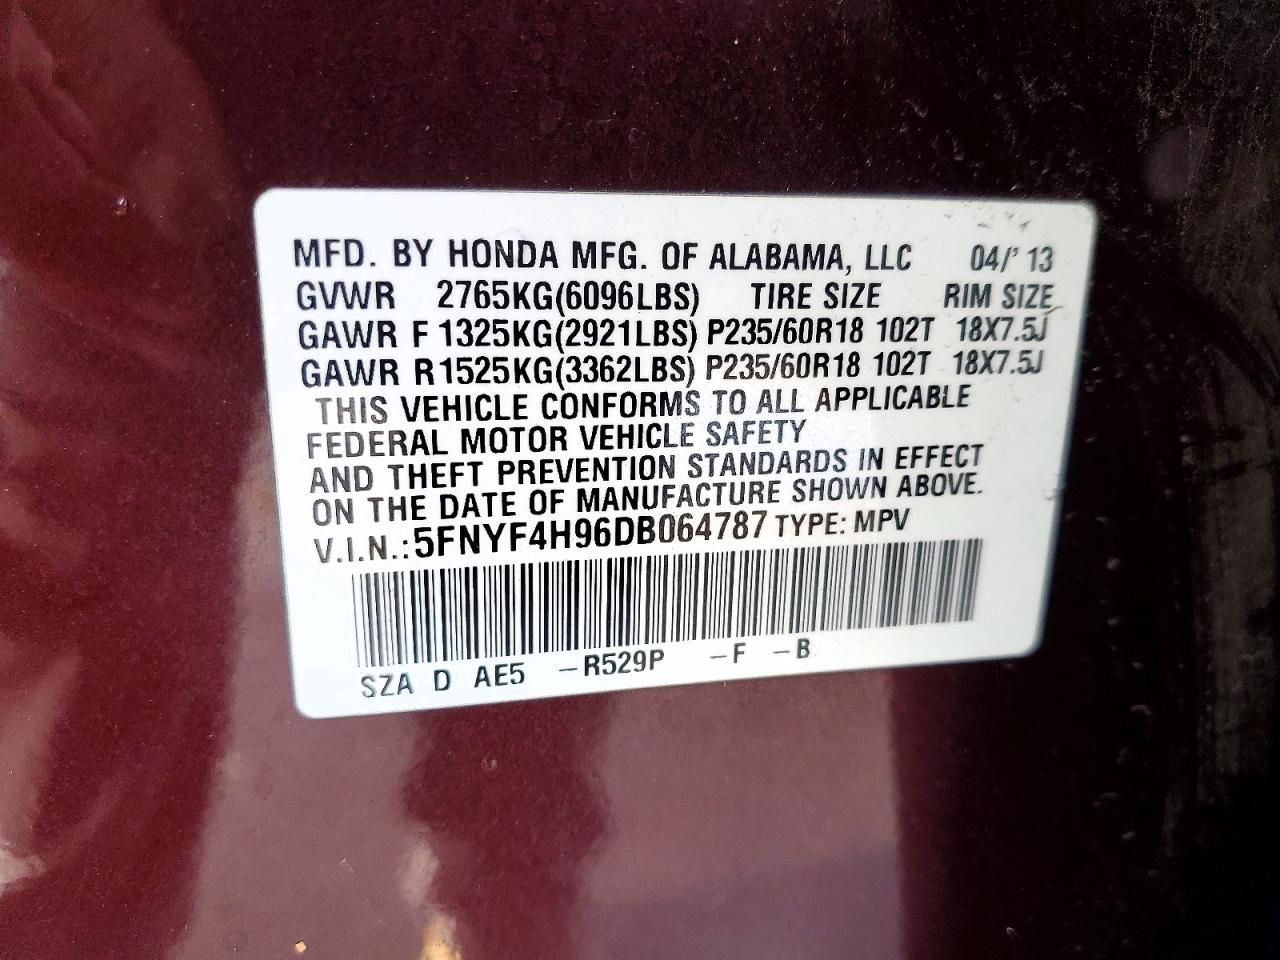 MFD. BY HONDA MFG. OF ALABAMA, LLC 04/' 13
GVWR 2765KG(6096LBS) TIRE SIZE RIM SIZE
GAWR F 1325KG(2921LBS) P235/60R18 102T 18X7.5J
GAWR R1525KG(3362LBS) P235/60R18 102T 18X7.5J
THIS VEHICLE CONFORMS TO ALL APPLICABLE
FEDERAL MOTOR VEHICLE SAFETY
AND THEFT PREVENTION STANDARDS IN EFFECT
ON THE DATE OF MANUFACTURE SHOWN ABOVE.
V.I.N.:5FNYF4H96DB064787 TYPE: MPV
SZA D AE5 -R529P -F -B